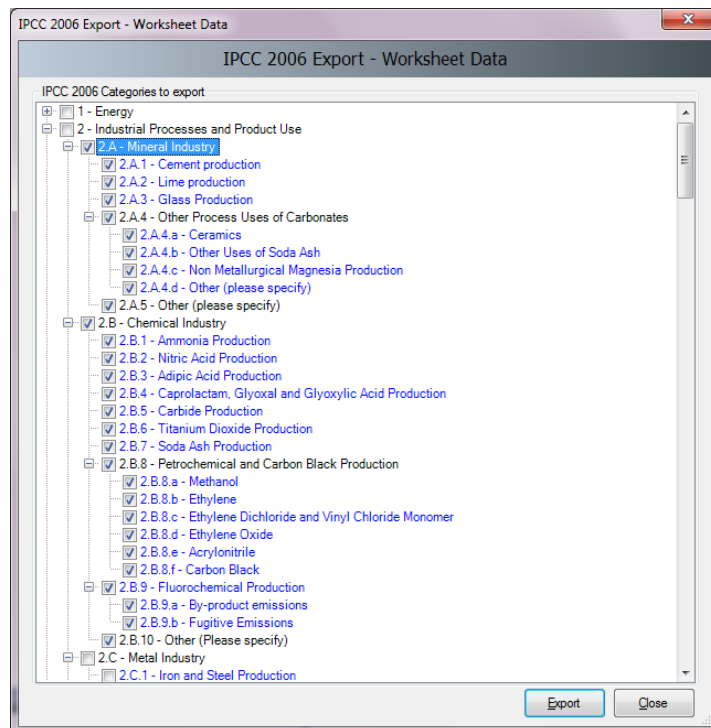 IPCC 2006 Export - Worksheet Data
IPCC 2006 Export - Worksheet Data
IPCC 2006 Categories to export
1 - Energy
2 - Industrial Processes and Product Use
2.A - Mineral Industry
2.A.1 - Cement production
2.A.2 - Lime production
2.A.3 - Glass Production
2.A.4 - Other Process Uses of Carbonates
2.A.4.a - Ceramics
2.A.4.b - Other Uses of Soda Ash
2.A.4.c - Non Metallurgical Magnesia Production
2.A.4.d - Other (please specify)
2.A.5 - Other (please specify)
2.B - Chemical Industry
2.B.1 - Ammonia Production
2.B.2 - Nitric Acid Production
2.B.3 - Adipic Acid Production
2.B.4 - Caprolactam, Glyoxal and Glyoxylic Acid Production
2.B.5 - Carbide Production
2.B.6 - Titanium Dioxide Production
2.B.7 - Soda Ash Production
2.B.8 - Petrochemical and Carbon Black Production
2.B.8.a - Methanol
2.B.8.b - Ethylene
2.B.8.c - Ethylene Dichloride and Vinyl Chloride Monomer
2.B.8.d - Ethylene Oxide
2.B.8.e - Acrylonitrile
2.B.8.f - Carbon Black
2.B.9 - Fluorochemical Production
2.B.9.a - By-product emissions
2.B.9.b - Fugitive Emissions
2.B.10 - Other (Please specify)
2.C - Metal Industry
2.C.1 - Iron and Steel Production
Export Close